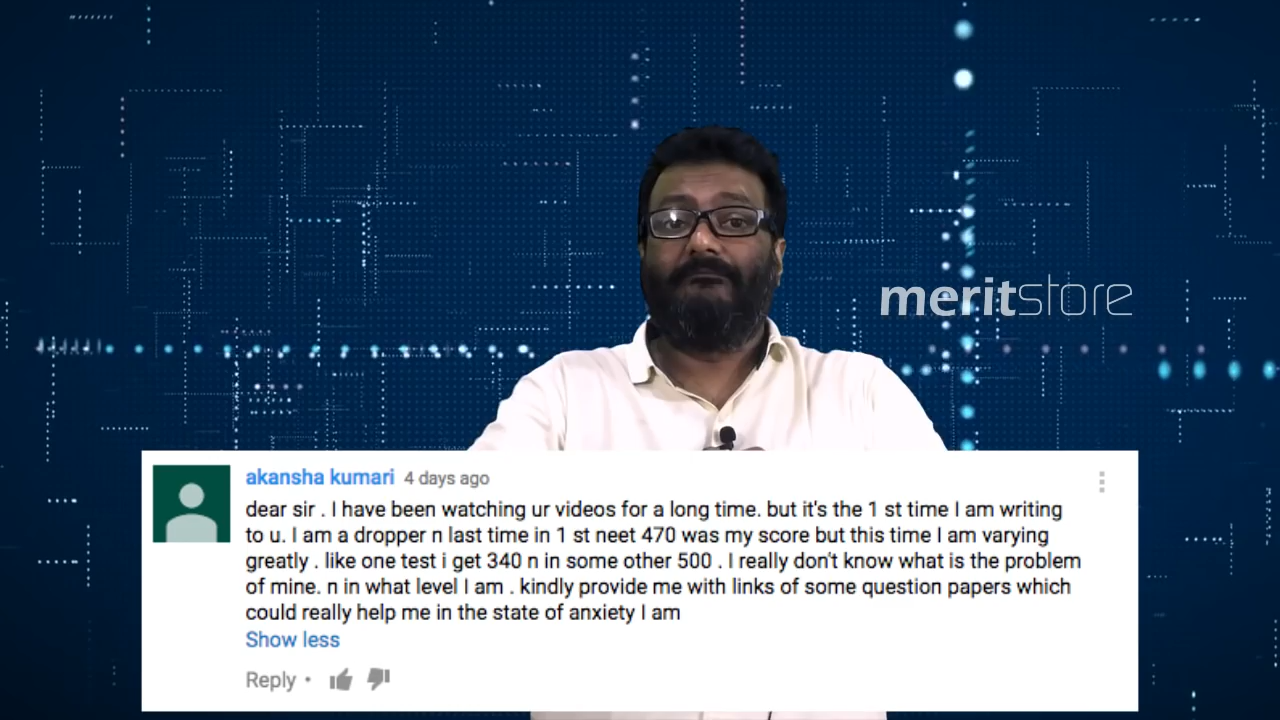 meritstore
akansha kumari 4 days ago
dear sir . I have been watching ur videos for a long time. but it's the 1 st time I am writing
to u. I am a dropper n last time in 1 st neet 470 was my score but this time I am varying
greatly . like one test i get 340 n in some other 500 . I really don't know what is the problem
of mine. n in what level I am . kindly provide me with links of some question papers which
could really help me in the state of anxiety I am
Show less
Reply •